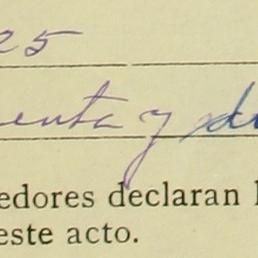 25
enta y
edores declaran
este acto.